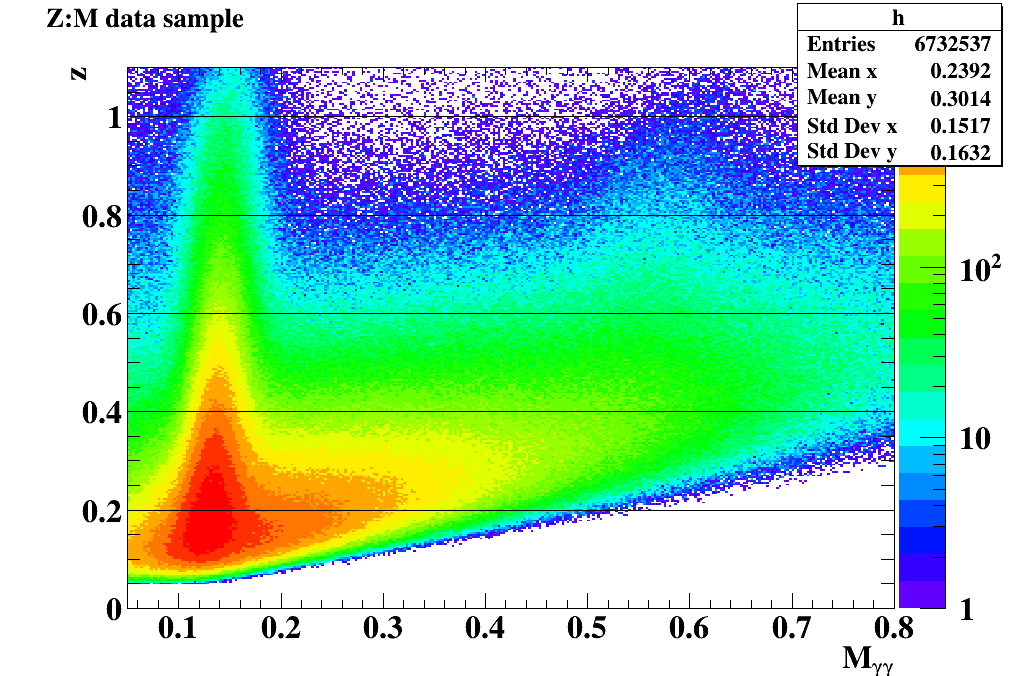 Z:M data sample
h
Entries 6732537
Mean x 0.2392
Mean y 0.3014
Std Dev x 0.1517
Std Dev y 0.1632
z
1
0.8
0.6
0.4
0.2
0
0.1 0.2 0.3 0.4 0.5 0.6 0.7 0.8
Mγγ
10²
10
1